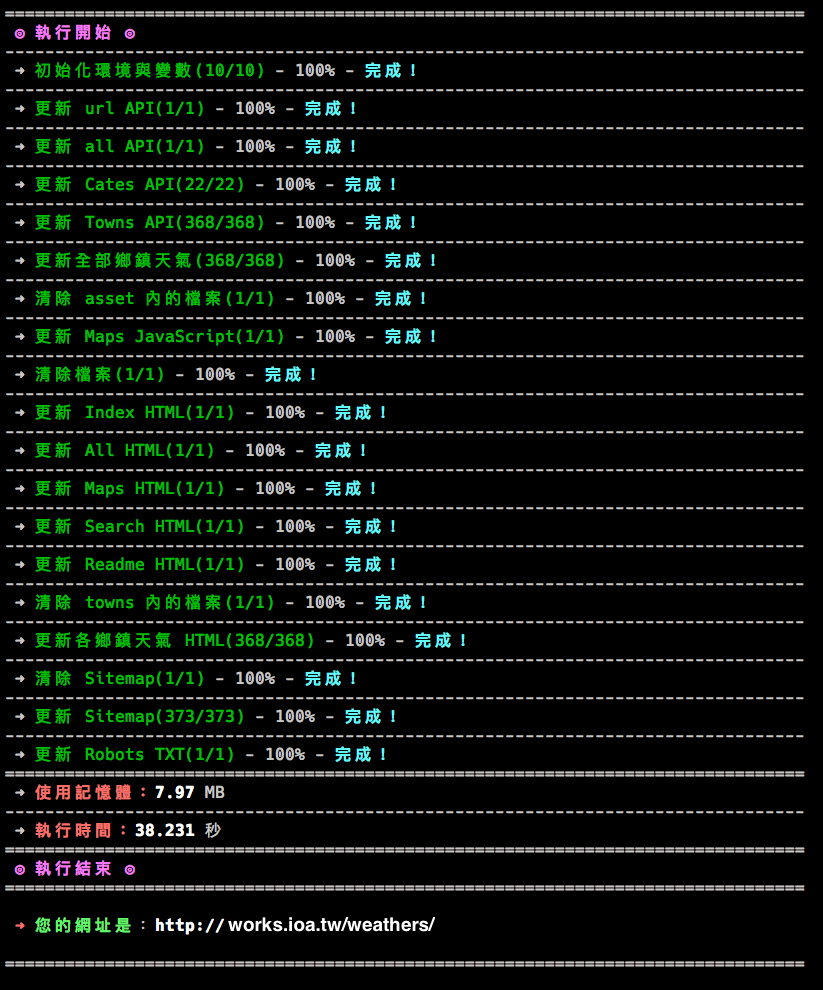 ◎ 執行開始 ◎
➜ 初始化環境與變數(10/10) - 100% - 完成！
➜ 更新 url API(1/1) - 100% - 完成！
➜ 更新 all API(1/1) - 100% - 完成！
➜ 更新 Cates API(22/22) - 100% - 完成！
➜ 更新 Towns API(368/368) - 100% - 完成！
➜ 更新全部鄉鎮天氣(368/368) - 100% - 完成！
➜ 清除 asset 內的檔案(1/1) - 100% - 完成！
➜ 更新 Maps JavaScript(1/1) - 100% - 完成！
➜ 清除檔案(1/1) - 100% - 完成！
➜ 更新 Index HTML(1/1) - 100% - 完成！
➜ 更新 All HTML(1/1) - 100% - 完成！
➜ 更新 Maps HTML(1/1) - 100% - 完成！
➜ 更新 Search HTML(1/1) - 100% - 完成！
➜ 更新 Readme HTML(1/1) - 100% - 完成！
➜ 清除 towns 內的檔案(1/1) - 100% - 完成！
➜ 更新各鄉鎮天氣 HTML(368/368) - 100% - 完成！
➜ 清除 Sitemap(1/1) - 100% - 完成！
➜ 更新 Sitemap(373/373) - 100% - 完成！
➜ 更新 Robots TXT(1/1) - 100% - 完成！
➜ 使用記憶體：7.97 MB
➜ 執行時間：38.231 秒
◎ 執行結束 ◎
➜ 您的網址是：http://works.ioa.tw/weathers/